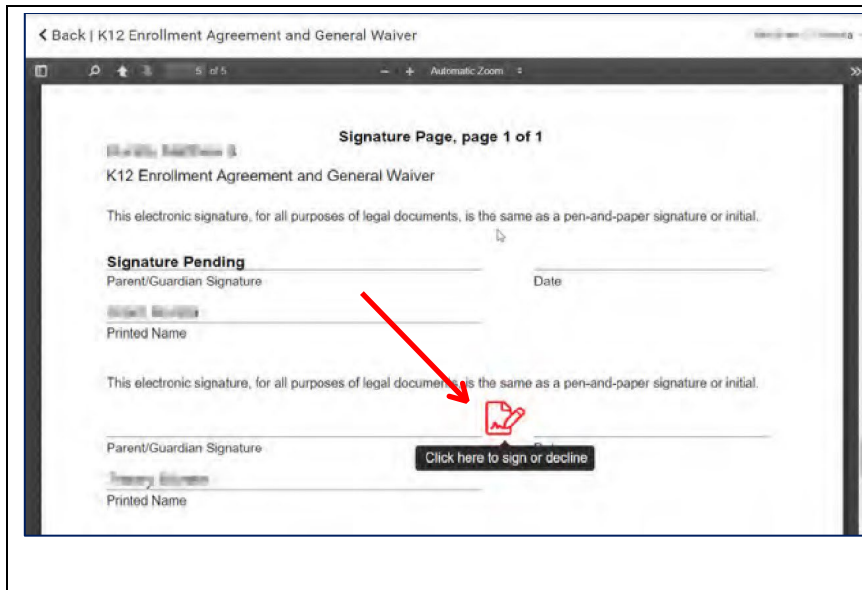 Back | K12 Enrollment Agreement and General Waiver
5 of 5 − + Automatic Zoom
Signature Page, page 1 of 1
K12 Enrollment Agreement and General Waiver
This electronic signature, for all purposes of legal documents, is the same as a pen-and-paper signature or initial.
Signature Pending
Parent/Guardian Signature Date
Printed Name
This electronic signature, for all purposes of legal documents, is the same as a pen-and-paper signature or initial.
Parent/Guardian Signature
Click here to sign or decline
Printed Name